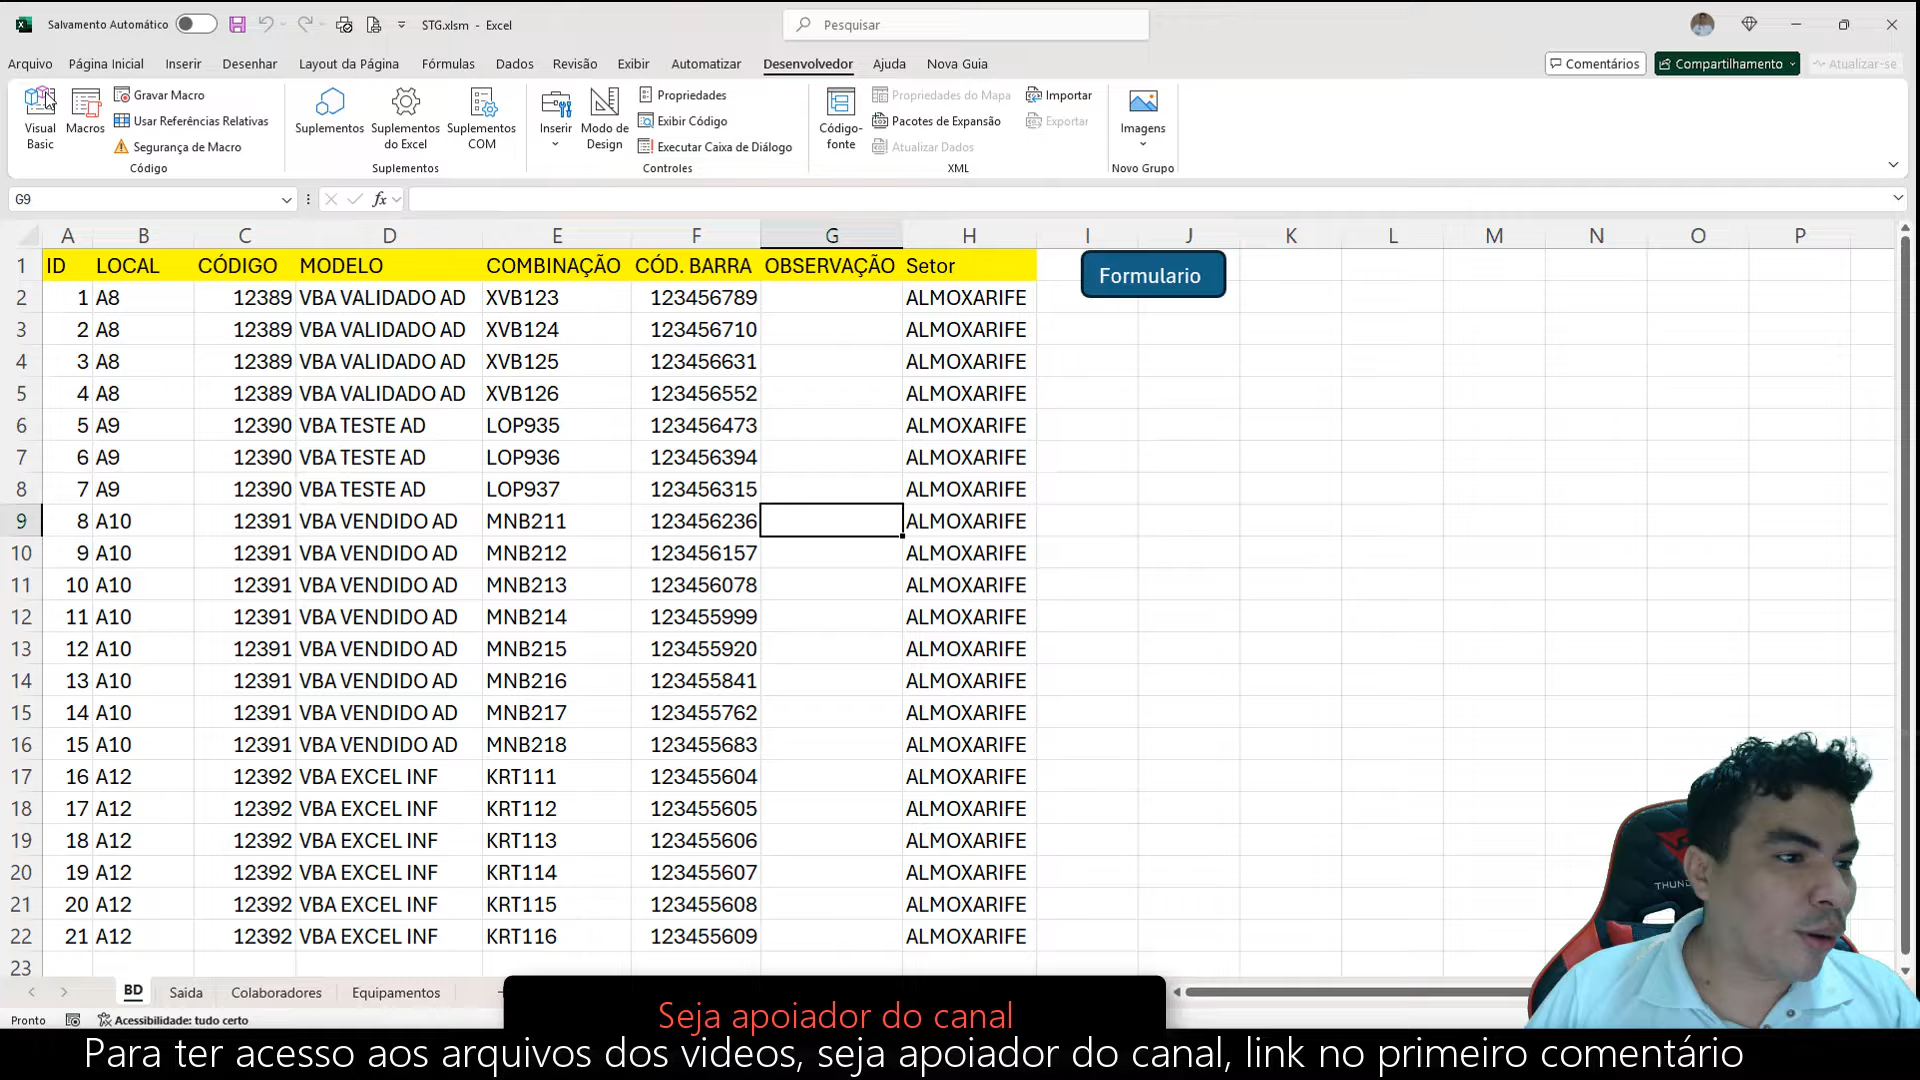 Salvamento Automático
STG.xlsm - Excel
Pesquisar
Arquivo Página Inicial Inserir Desenhar Layout da Página Fórmulas Dados Revisão Exibir Automatizar Desenvolvedor Ajuda Nova Guia
Comentários Compartilhamento Atualizar-se
Visual Basic
Macros
Gravar Macro
Usar Referências Relativas
Segurança de Macro
Código
Suplementos
Suplementos do Excel
Suplementos COM
Suplementos
Inserir
Modo de Design
Propriedades
Exibir Código
Executar Caixa de Diálogo
Controles
Código-fonte
Propriedades do Mapa
Pacotes de Expansão
Atualizar Dados
Importar
Exportar
XML
Imagens
Novo Grupo
G9
fx
A B C D E F G H I J K L M N O P
1 ID LOCAL CÓDIGO MODELO COMBINAÇÃO CÓD. BARRA OBSERVAÇÃO Setor
Formulario
2 1 A8 12389 VBA VALIDADO AD XVB123 123456789 ALMOXARIFE
3 2 A8 12389 VBA VALIDADO AD XVB124 123456710 ALMOXARIFE
4 3 A8 12389 VBA VALIDADO AD XVB125 123456631 ALMOXARIFE
5 4 A8 12389 VBA VALIDADO AD XVB126 123456552 ALMOXARIFE
6 5 A9 12390 VBA TESTE AD LOP935 123456473 ALMOXARIFE
7 6 A9 12390 VBA TESTE AD LOP936 123456394 ALMOXARIFE
8 7 A9 12390 VBA TESTE AD LOP937 123456315 ALMOXARIFE
9 8 A10 12391 VBA VENDIDO AD MNB211 123456236 ALMOXARIFE
10 9 A10 12391 VBA VENDIDO AD MNB212 123456157 ALMOXARIFE
11 10 A10 12391 VBA VENDIDO AD MNB213 123456078 ALMOXARIFE
12 11 A10 12391 VBA VENDIDO AD MNB214 123455999 ALMOXARIFE
13 12 A10 12391 VBA VENDIDO AD MNB215 123455920 ALMOXARIFE
14 13 A10 12391 VBA VENDIDO AD MNB216 123455841 ALMOXARIFE
15 14 A10 12391 VBA VENDIDO AD MNB217 123455762 ALMOXARIFE
16 15 A10 12391 VBA VENDIDO AD MNB218 123455683 ALMOXARIFE
17 16 A12 12392 VBA EXCEL INF KRT111 123455604 ALMOXARIFE
18 17 A12 12392 VBA EXCEL INF KRT112 123455605 ALMOXARIFE
19 18 A12 12392 VBA EXCEL INF KRT113 123455606 ALMOXARIFE
20 19 A12 12392 VBA EXCEL INF KRT114 123455607 ALMOXARIFE
21 20 A12 12392 VBA EXCEL INF KRT115 123455608 ALMOXARIFE
22 21 A12 12392 VBA EXCEL INF KRT116 123455609 ALMOXARIFE
23
THUND
BD Saida Colaboradores Equipamentos
Seja apoiador do canal
Pronto Acessibilidade: tudo certo
Para ter acesso aos arquivos dos videos, seja apoiador do canal, link no primeiro comentário